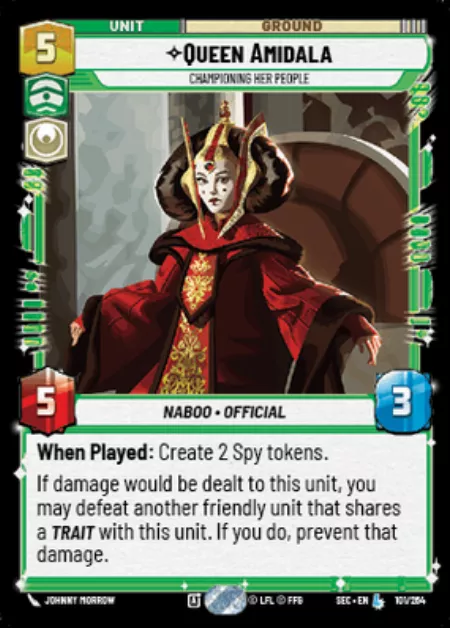 UNIT
GROUND
5
QUEEN AMIDALA
CHAMPIONING HER PEOPLE
5
NABOO • OFFICIAL
3
When Played: Create 2 Spy tokens.
If damage would be dealt to this unit, you
may defeat another friendly unit that shares
a TRAIT with this unit. If you do, prevent that
damage.
JOHNNY MORROW
© LFL © FFG
SEC • EN
101/264